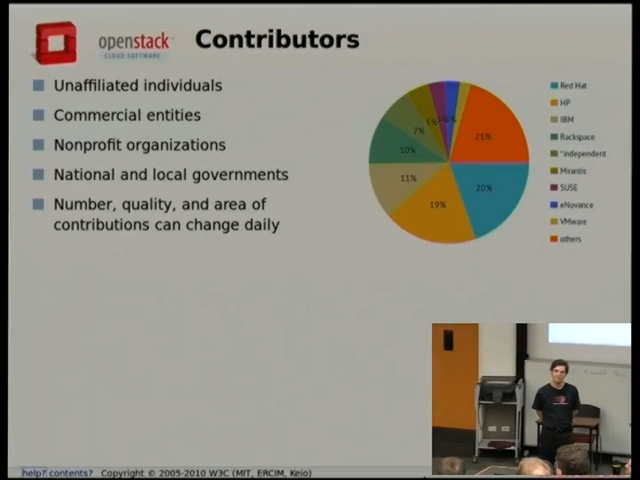 openstack
CLOUD SOFTWARE
Contributors
Unaffiliated individuals
Commercial entities
Nonprofit organizations
National and local governments
Number, quality, and area of
contributions can change daily
21%
20%
19%
11%
10%
7%
5%
Red Hat
HP
IBM
Rackspace
*independent
Mirantis
SUSE
eNovance
VMware
others
help? contents? Copyright © 2005-2010 W3C (MIT, ERCIM, Keio)